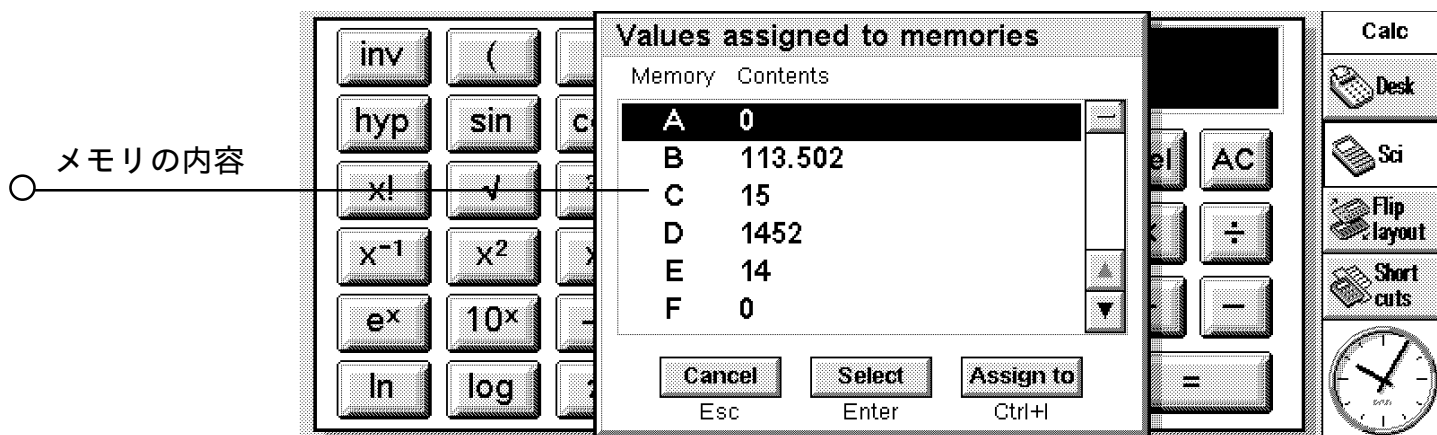 メモリの内容
inv
(
hyp
sin
x!
√
x⁻¹
x²
eˣ
10ˣ
ln
log
Values assigned to memories
Memory Contents
A 0
B 113.502
C 15
D 1452
E 14
F 0
Cancel
Select
Assign to
Esc
Enter
Ctrl+I
AC
÷
−
=
Calc
Desk
Sci
Flip
layout
Short
cuts